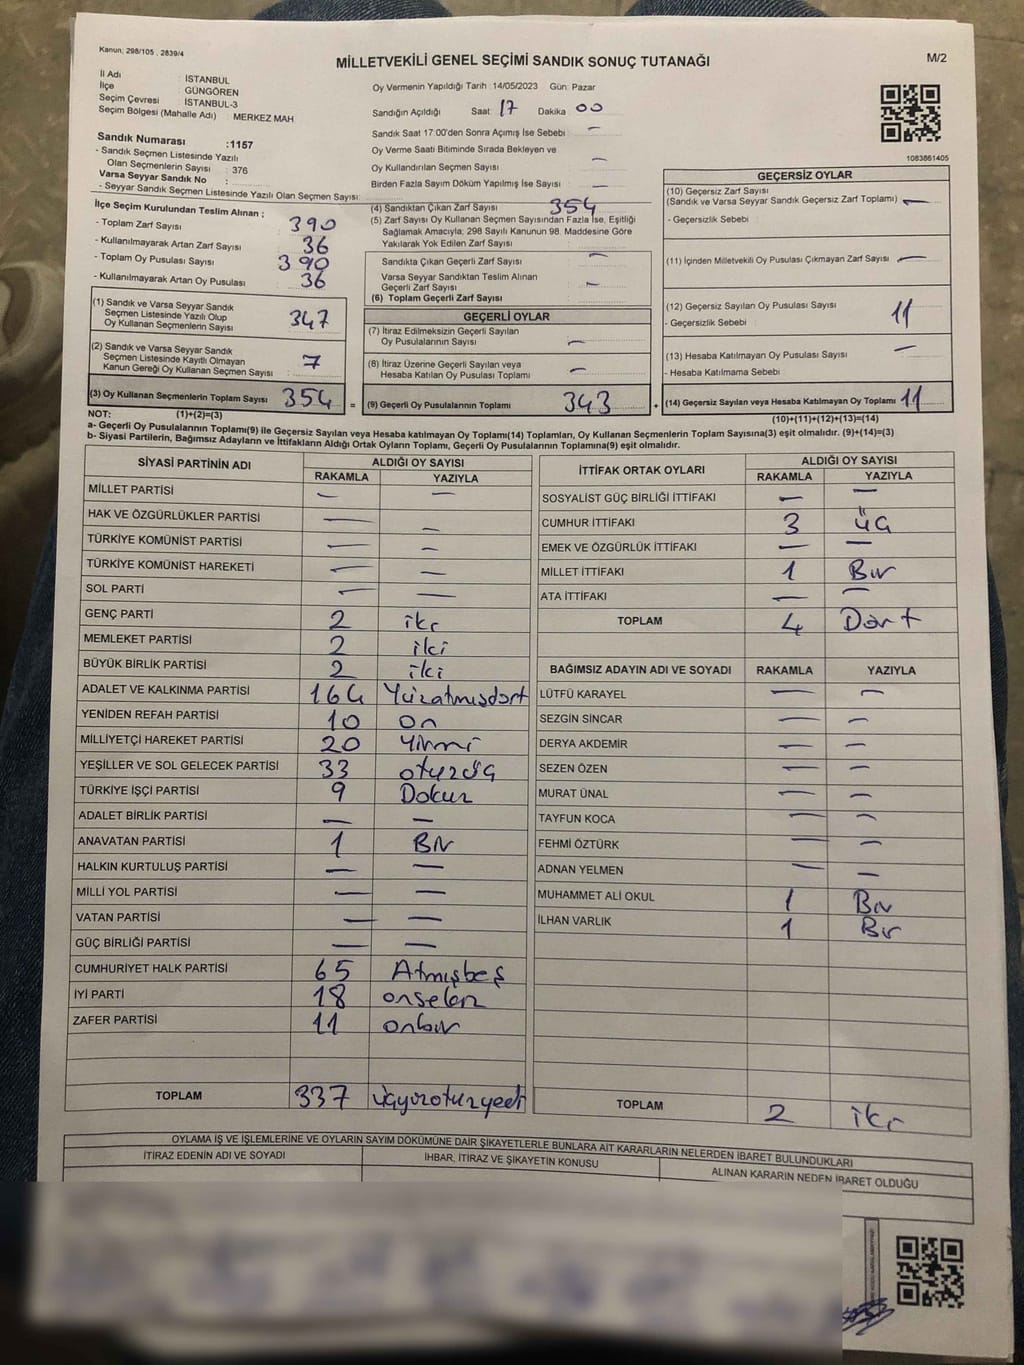 Kanun: 298/105 , 2839/4
MİLLETVEKİLİ GENEL SEÇİMİ SANDIK SONUÇ TUTANAĞI
M/2
İl Adı : İSTANBUL
İlçe : GÜNGÖREN
Seçim Çevresi : İSTANBUL-3
Seçim Bölgesi (Mahalle Adı) : MERKEZ MAH
Sandık Numarası :1157
- Sandık Seçmen Listesinde Yazılı
Olan Seçmenlerin Sayısı : 376
Varsa Seyyar Sandık No :
- Seyyar Sandık Seçmen Listesinde Yazılı Olan Seçmen Sayısı:
Oy Vermenin Yapıldığı Tarih :14/05/2023 Gün: Pazar
Sandığın Açıldığı Saat 17 Dakika 00
Sandık Saat 17:00'den Sonra Açımış İse Sebebi : —
Oy Verme Saati Bitiminde Sırada Bekleyen ve
Oy Kullandırılan Seçmen Sayısı : —
Birden Fazla Sayım Döküm Yapılmış İse Sayısı : —
1083861405
İlçe Seçim Kurulundan Teslim Alınan ;
- Toplam Zarf Sayısı : 390
- Kullanılmayarak Artan Zarf Sayısı : 36
- Toplam Oy Pusulası Sayısı : 390
- Kullanılmayarak Artan Oy Pusulası : 36
(1) Sandık ve Varsa Seyyar Sandık
Seçmen Listesinde Yazılı Olup
Oy Kullanan Seçmenlerin Sayısı : 347
(2) Sandık ve Varsa Seyyar Sandık
Seçmen Listesinde Kayıtlı Olmayan
Kanun Gereği Oy Kullanan Seçmen Sayısı : 7
(3) Oy Kullanan Seçmenlerin Toplam Sayısı : 354 =
(4) Sandıktan Çıkan Zarf Sayısı : 354
(5) Zarf Sayısı Oy Kullanan Seçmen Sayısından Fazla İse, Eşitliği
Sağlamak Amacıyla; 298 Sayılı Kanunun 98. Maddesine Göre
Yakılarak Yok Edilen Zarf Sayısı :
Sandıkta Çıkan Geçerli Zarf Sayısı : —
Varsa Seyyar Sandıktan Teslim Alınan
Geçerli Zarf Sayısı : —
(6) Toplam Geçerli Zarf Sayısı :
GEÇERLİ OYLAR
(7) İtiraz Edilmeksizin Geçerli Sayılan
Oy Pusulalarının Sayısı : —
(8) İtiraz Üzerine Geçerli Sayılan veya
Hesaba Katılan Oy Pusulası Toplamı : —
(9) Geçerli Oy Pusulalarının Toplamı : 343 +
GEÇERSİZ OYLAR
(10) Geçersiz Zarf Sayısı
(Sandık ve Varsa Seyyar Sandık Geçersiz Zarf Toplamı) : —
- Geçersizlik Sebebi :
(11) İçinden Milletvekili Oy Pusulası Çıkmayan Zarf Sayısı : —
(12) Geçersiz Sayılan Oy Pusulası Sayısı : 11
- Geçersizlik Sebebi :
(13) Hesaba Katılmayan Oy Pusulası Sayısı : —
- Hesaba Katılmama Sebebi :
(14) Geçersiz Sayılan veya Hesaba Katılmayan Oy Toplamı : 11
NOT: (1)+(2)=(3)
(10)+(11)+(12)+(13)=(14)
a- Geçerli Oy Pusulalarının Toplamı(9) ile Geçersiz Sayılan veya Hesaba katılmayan Oy Toplamı(14) Toplamları, Oy Kullanan Seçmenlerin Toplam Sayısına(3) eşit olmalıdır. (9)+(14)=(3)
b- Siyasi Partilerin, Bağımsız Adayların ve İttifakların Aldığı Ortak Oyların Toplamı, Geçerli Oy Pusulalarının Toplamına(9) eşit olmalıdır.
SİYASİ PARTİNİN ADI ALDIĞI OY SAYISI
RAKAMLA YAZIYLA
MİLLET PARTİSİ — —
HAK VE ÖZGÜRLÜKLER PARTİSİ —
TÜRKİYE KOMÜNİST PARTİSİ — —
TÜRKİYE KOMÜNİST HAREKETİ — —
SOL PARTİ — —
GENÇ PARTİ 2 iki
MEMLEKET PARTİSİ 2 iki
BÜYÜK BİRLİK PARTİSİ 2 iki
ADALET VE KALKINMA PARTİSİ 164 Yüzatmışdört
YENİDEN REFAH PARTİSİ 10 On
MİLLİYETÇİ HAREKET PARTİSİ 20 Yirmi
YEŞİLLER VE SOL GELECEK PARTİSİ 33 otuzüç
TÜRKİYE İŞÇİ PARTİSİ 9 Dokuz
ADALET BİRLİK PARTİSİ — —
ANAVATAN PARTİSİ 1 Bir
HALKIN KURTULUŞ PARTİSİ — —
MİLLİ YOL PARTİSİ — —
VATAN PARTİSİ — —
GÜÇ BİRLİĞİ PARTİSİ — —
CUMHURİYET HALK PARTİSİ 65 Atmışbeş
İYİ PARTİ 18 onsekiz
ZAFER PARTİSİ 11 onbir
TOPLAM 337 üçyüzotuzyedi
İTTİFAK ORTAK OYLARI ALDIĞI OY SAYISI
RAKAMLA YAZIYLA
SOSYALİST GÜÇ BİRLİĞİ İTTİFAKI — —
CUMHUR İTTİFAKI 3 üç
EMEK VE ÖZGÜRLÜK İTTİFAKI — —
MİLLET İTTİFAKI 1 Bir
ATA İTTİFAKI — —
TOPLAM 4 Dört
BAĞIMSIZ ADAYIN ADI VE SOYADI RAKAMLA YAZIYLA
LÜTFÜ KARAYEL — —
SEZGİN SİNCAR — —
DERYA AKDEMİR — —
SEZEN ÖZEN — —
MURAT ÜNAL — —
TAYFUN KOCA — —
FEHMİ ÖZTÜRK — —
ADNAN YELMEN — —
MUHAMMET ALİ OKUL 1 Bir
İLHAN VARLIK 1 Bir
TOPLAM 2 iki
OYLAMA İŞ VE İŞLEMLERİNE VE OYLARIN SAYIM DÖKÜMÜNE DAİR ŞİKAYETLERLE BUNLARA AİT KARARLARIN NELERDEN İBARET BULUNDUKLARI
İTİRAZ EDENİN ADI VE SOYADI İHBAR, İTİRAZ VE ŞİKAYETİN KONUSU ALINAN KARARIN NEDEN İBARET OLDUĞU